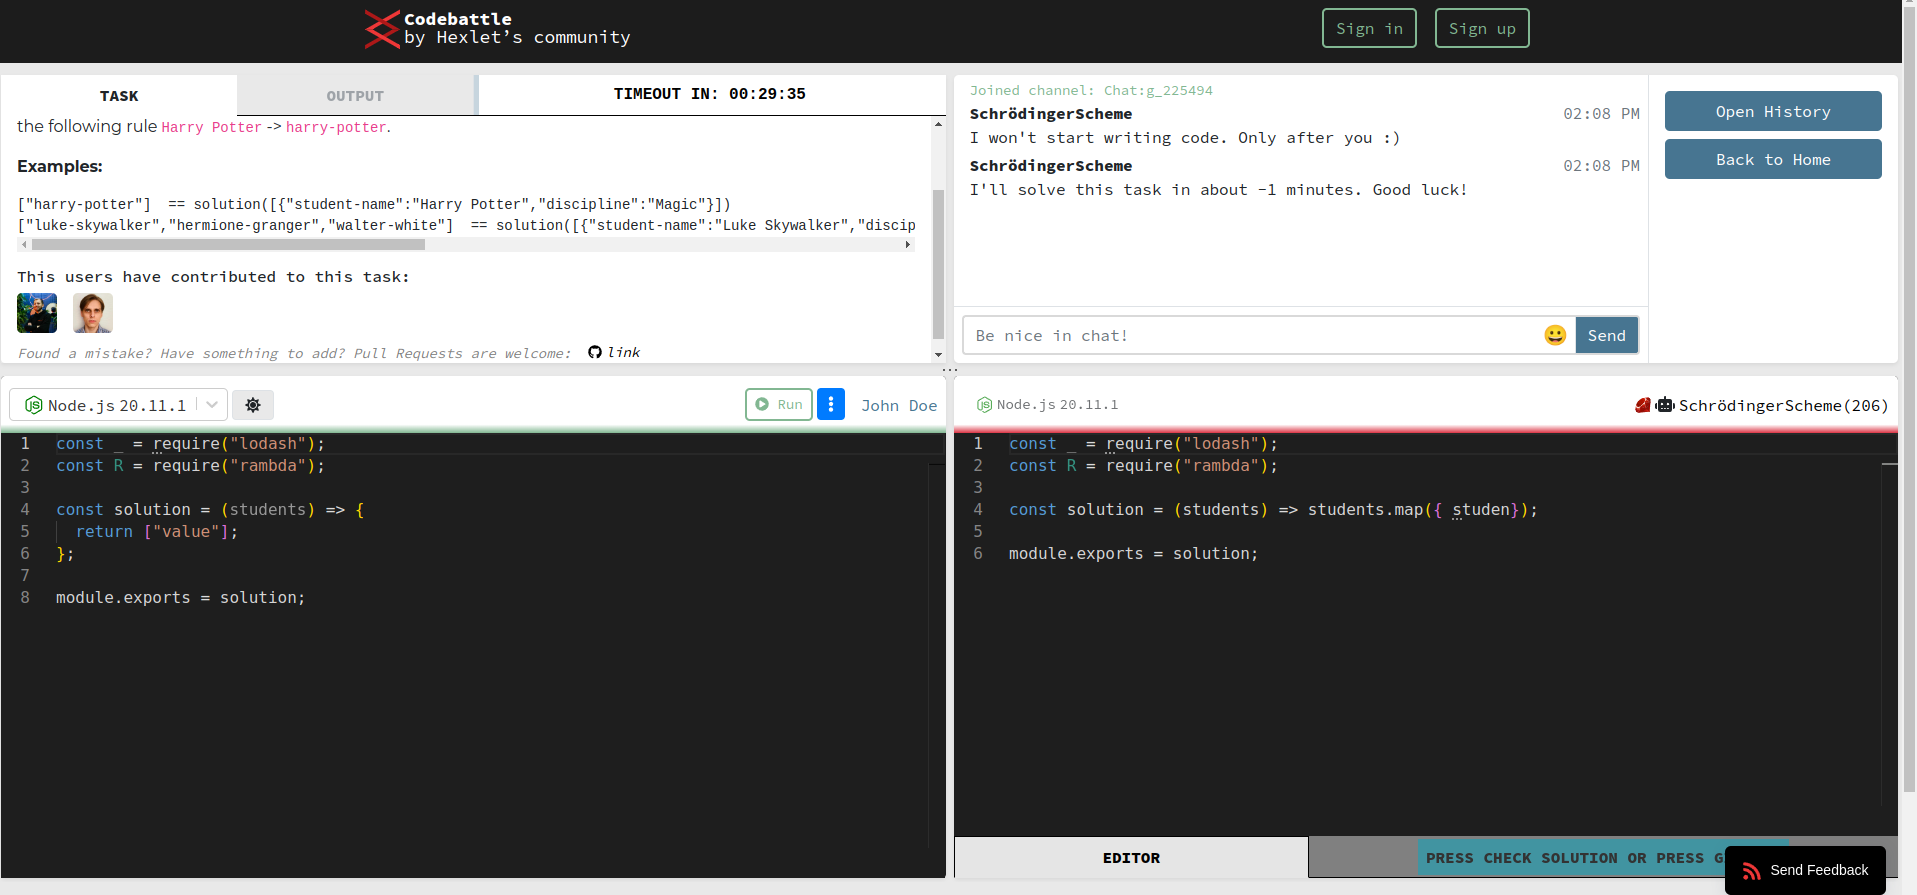 Codebattle
by Hexlet's community
Sign in
Sign up
TASK
OUTPUT
TIMEOUT IN: 00:29:35
the following rule Harry Potter -> harry-potter.
Examples:
["harry-potter"]  == solution([{"student-name":"Harry Potter","discipline":"Magic"}])
["luke-skywalker","hermione-granger","walter-white"]  == solution([{"student-name":"Luke Skywalker","discip
This users have contributed to this task:
Found a mistake? Have something to add? Pull Requests are welcome: link
Joined channel: Chat:g_225494
SchrödingerScheme 02:08 PM
I won't start writing code. Only after you :)
SchrödingerScheme 02:08 PM
I'll solve this task in about -1 minutes. Good luck!
Be nice in chat!
Send
Open History
Back to Home
Node.js 20.11.1
Run
John Doe
1 const _ = require("lodash");
2 const R = require("rambda");
3
4 const solution = (students) => {
5   return ["value"];
6 };
7
8 module.exports = solution;
Node.js 20.11.1
SchrödingerScheme(206)
1 const _ = require("lodash");
2 const R = require("rambda");
3
4 const solution = (students) => students.map({ studen});
5
6 module.exports = solution;
EDITOR
PRESS CHECK SOLUTION OR PRESS G
Send Feedback